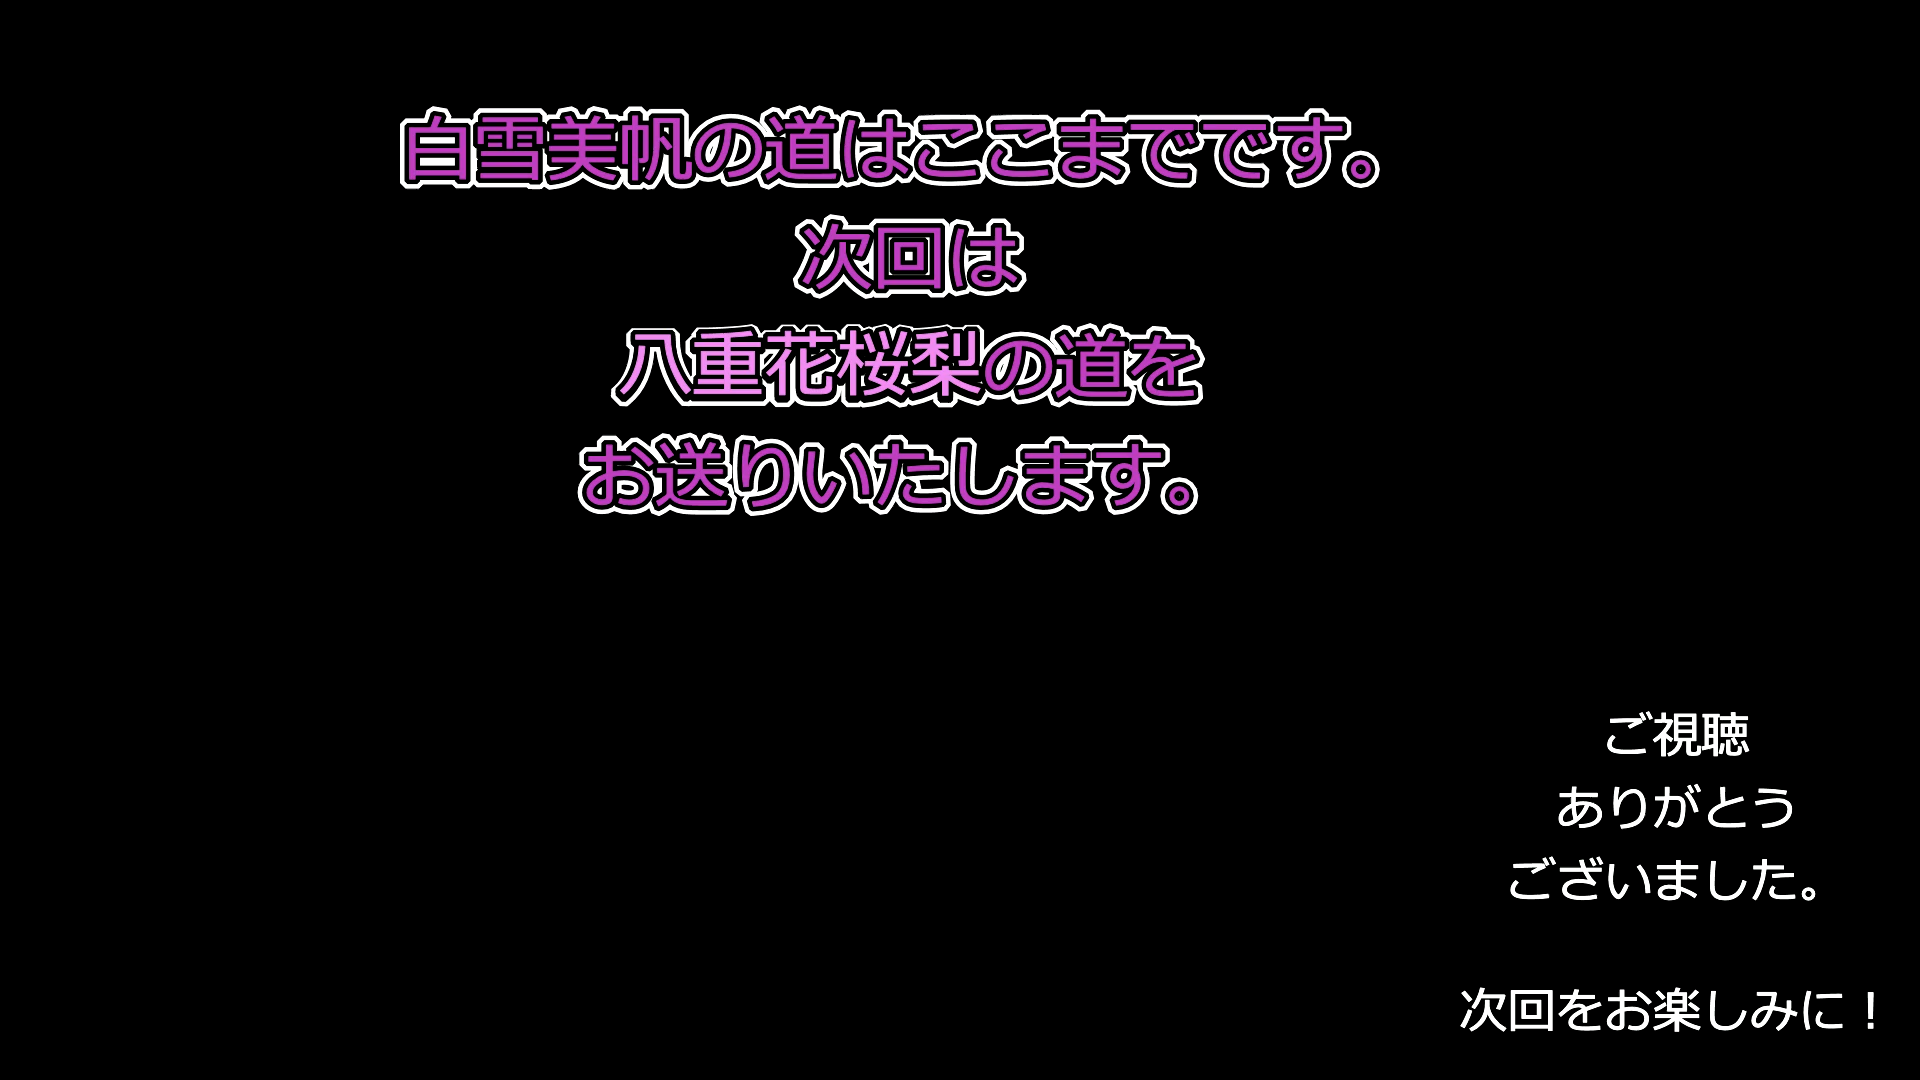 白雪美帆の道はここまでです。
次回は
八重花桜梨の道を
お送りいたします。
ご視聴
ありがとう
ございました。
次回をお楽しみに！